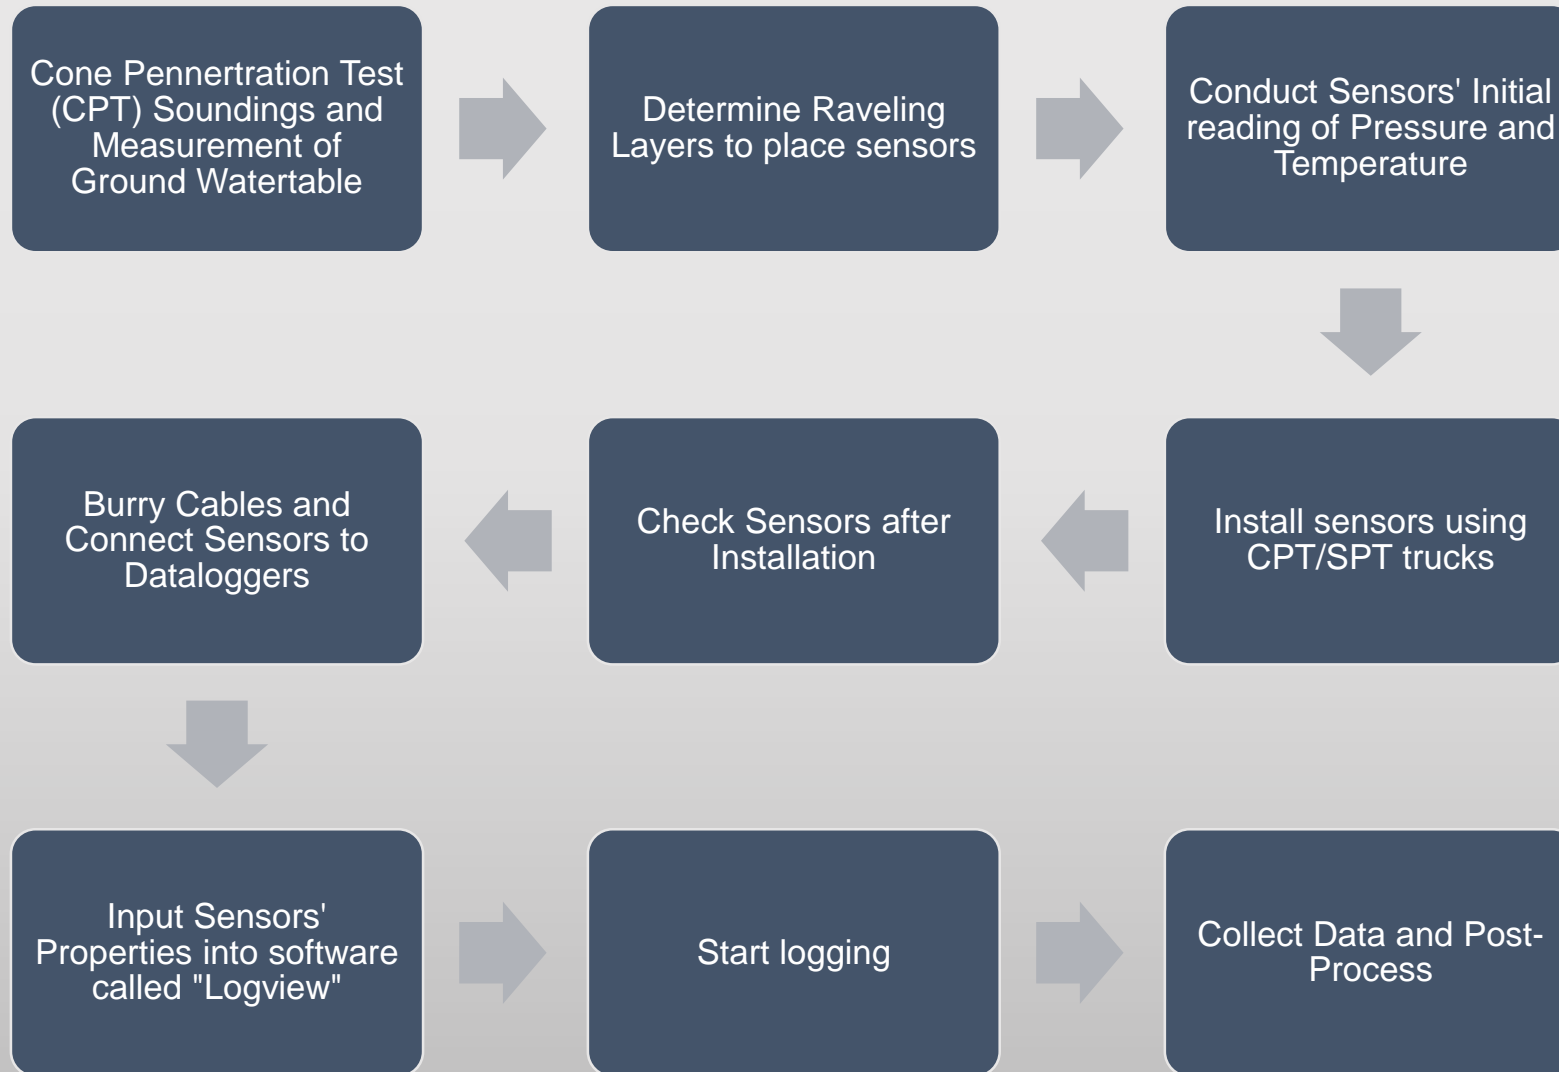 Cone Pennertration Test
(CPT) Soundings and
Measurement of
Ground Watertable
Determine Raveling
Layers to place sensors
Conduct Sensors' Initial
reading of Pressure and
Temperature
Install sensors using
CPT/SPT trucks
Check Sensors after
Installation
Burry Cables and
Connect Sensors to
Dataloggers
Input Sensors'
Properties into software
called "Logview"
Start logging
Collect Data and Post-
Process